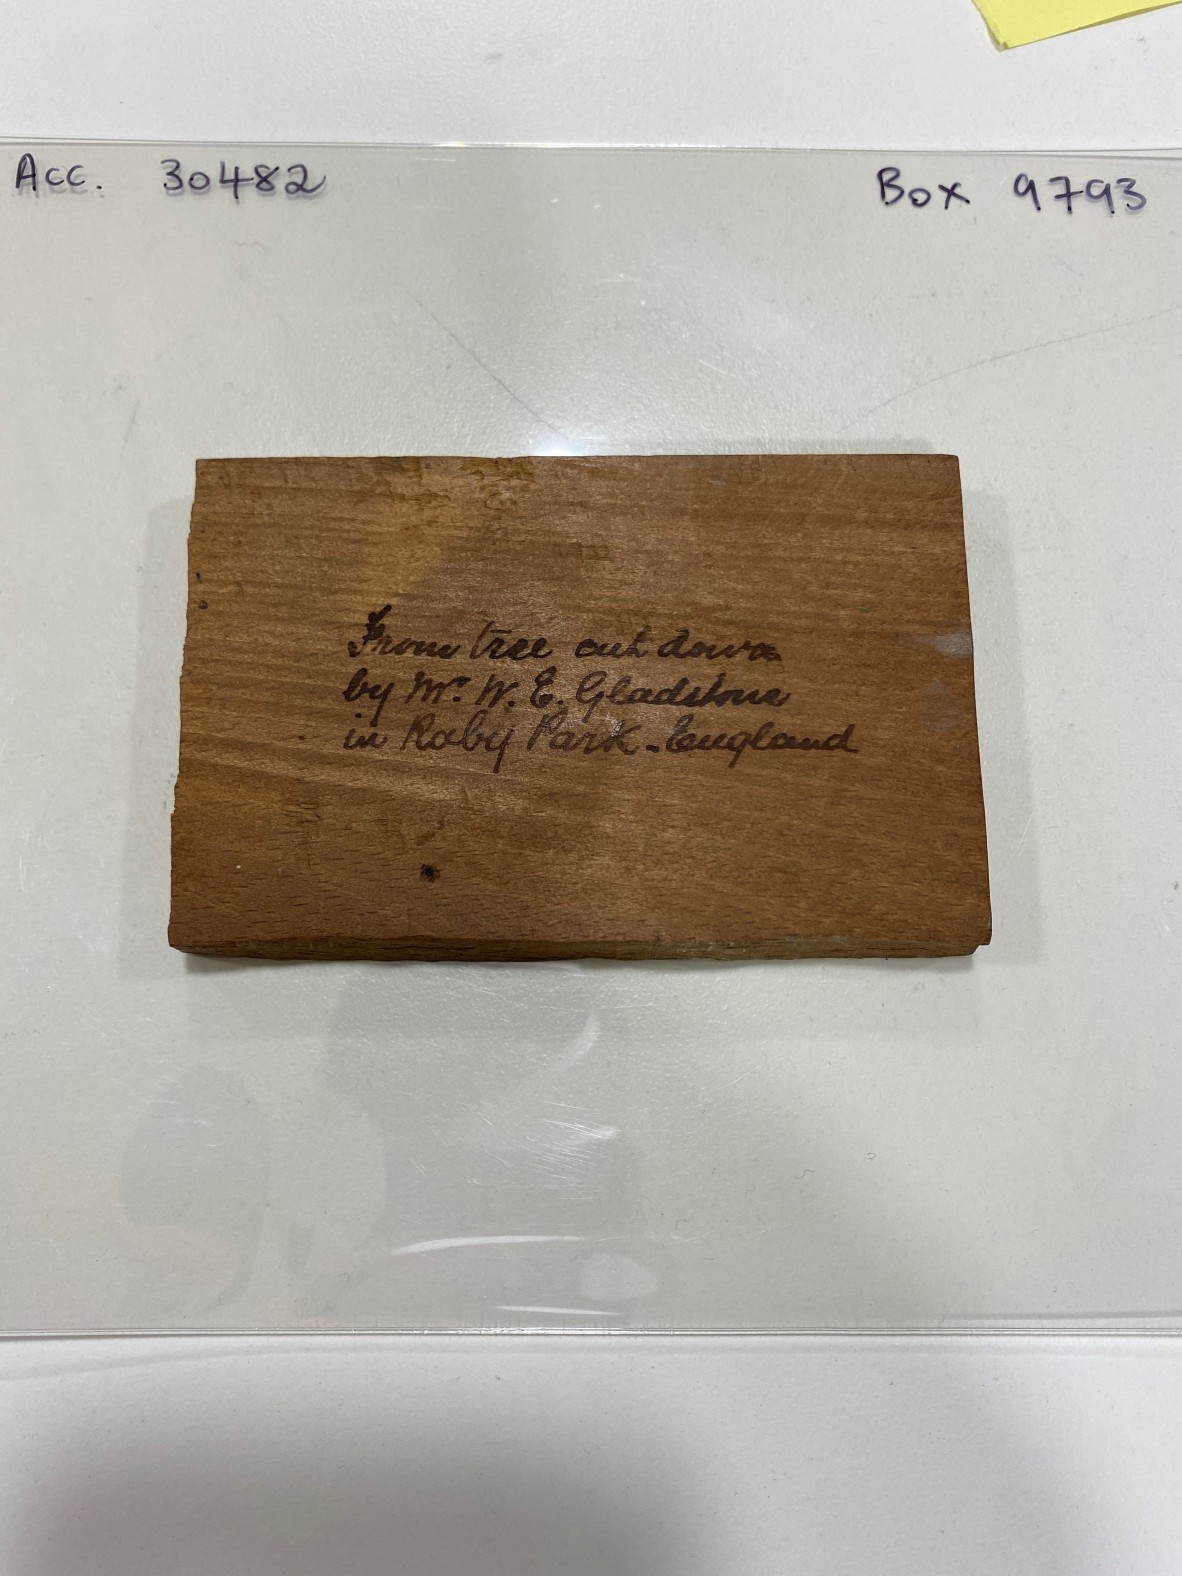 Acc. 30482
Box 9793
From tree cut down
by Mr. W. E. Gladstone
in Raby Park - England